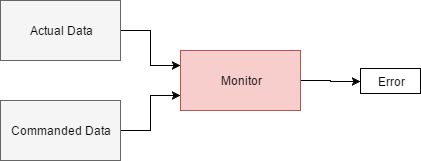 Actual Data
Monitor
Error
Commanded Data